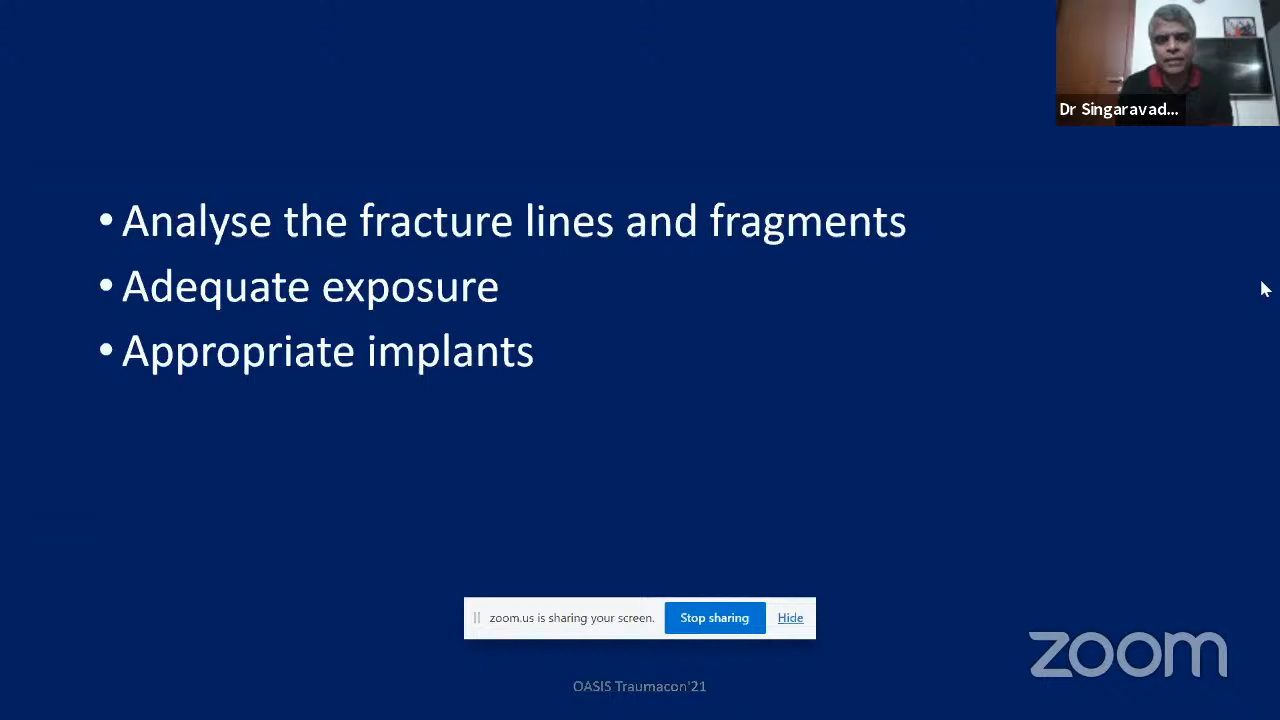 Dr Singaravad...
• Analyse the fracture lines and fragments
• Adequate exposure
• Appropriate implants
zoom.us is sharing your screen. Stop sharing Hide
zoom
OASIS Traumacon'21